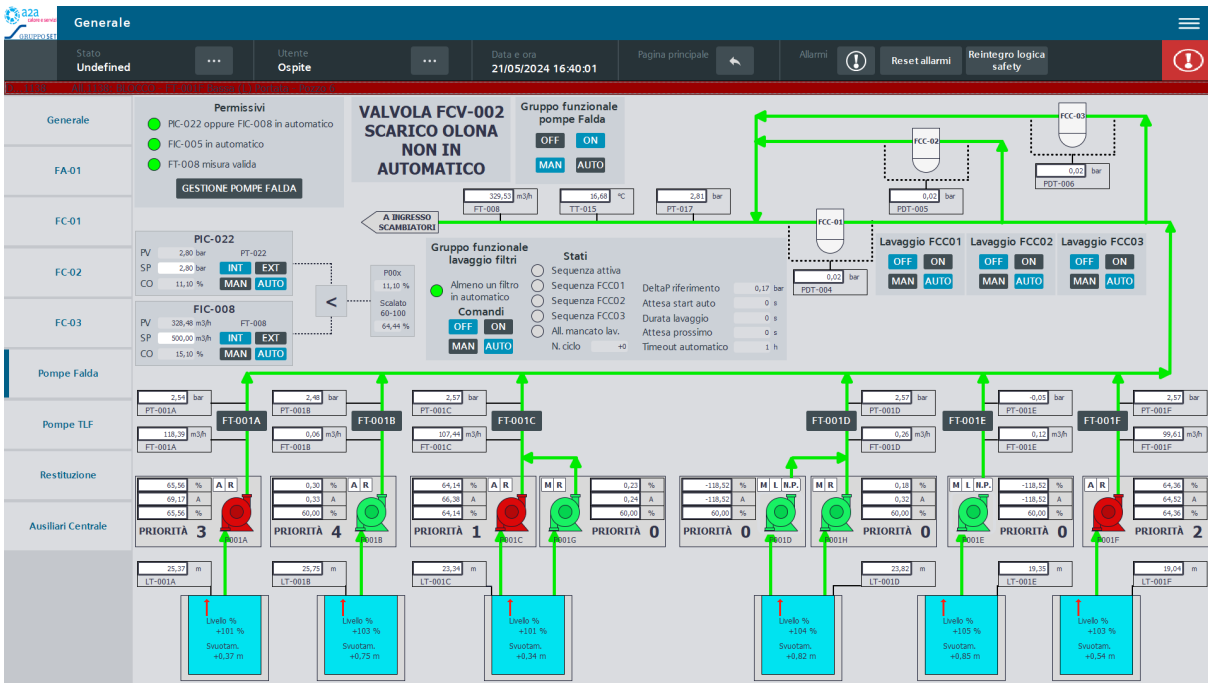 a2a
calore e servizi
GRUPPO SET
Generale
Stato
Undefined
...
Utente
Ospite
...
Data e ora
21/05/2024 16:40:01
Pagina principale
Allarmi
Reset allarmi
Reintegro logica
safety
Generale
FA-01
FC-01
FC-02
FC-03
Pompe Falda
Pompe TLF
Restituzione
Ausiliari Centrale
Permissivi
PIC-022 oppure FIC-008 in automatico
FIC-005 in automatico
FT-008 misura valida
GESTIONE POMPE FALDA
VALVOLA FCV-002
SCARICO OLONA
NON IN
AUTOMATICO
Gruppo funzionale
pompe Falda
OFF ON
MAN AUTO
FCC-03
0,02 bar
PDT-006
FCC-02
0,02 bar
PDT-005
FCC-01
0,02 bar
PDT-004
329,53 m3/h
FT-008
16,68 °C
TT-015
2,81 bar
PT-017
A INGRESSO
SCAMBIATORI
PIC-022
PV 2,80 bar PT-022
SP 2,80 bar INT EXT
CO 11,10 % MAN AUTO
FIC-008
PV 328,48 m3/h FT-008
SP 500,00 m3/h INT EXT
CO 15,10 % MAN AUTO
<
P00x
11,10 %
Scalato
60-100
64,44 %
Gruppo funzionale
lavaggio filtri
Almeno un filtro
in automatico
Comandi
OFF ON
MAN AUTO
Stati
Sequenza attiva
Sequenza FCC01
Sequenza FCC02
Sequenza FCC03
All. mancato lav.
N. ciclo +0
DeltaP riferimento 0,17 bar
Attesa start auto 0 s
Durata lavaggio 0 s
Attesa prossimo 0 s
Timeout automatico 1 h
Lavaggio FCC01
OFF ON
MAN AUTO
Lavaggio FCC02
OFF ON
MAN AUTO
Lavaggio FCC03
OFF ON
MAN AUTO
2,54 bar
PT-001A
FT-001A
118,39 m3/h
FT-001A
2,48 bar
PT-001B
FT-001B
0,06 m3/h
FT-001B
2,57 bar
PT-001C
FT-001C
107,44 m3/h
FT-001C
FT-001D
2,57 bar
PT-001D
0,26 m3/h
FT-001D
FT-001E
-0,05 bar
PT-001E
0,12 m3/h
FT-001E
FT-001F
2,57 bar
PT-001F
99,61 m3/h
FT-001F
65,56 % A R
69,17 A
65,56 %
PRIORITÀ 3 P001A
0,30 % A R
0,33 A
60,00 %
PRIORITÀ 4 P001B
64,14 % A R
66,38 A
64,14 %
PRIORITÀ 1 P001C
M R 0,23 %
0,24 A
60,00 %
P001G PRIORITÀ 0
-118,52 % M L N.P.
-118,52 A
60,00 %
PRIORITÀ 0 P001D
M R 0,18 %
0,32 A
60,00 %
P001H PRIORITÀ 0
M L N.P. -118,52 %
-118,52 A
60,00 %
P001E PRIORITÀ 0
A R 64,36 %
64,52 A
64,36 %
P001F PRIORITÀ 2
25,37 m
LT-001A
25,75 m
LT-001B
23,34 m
LT-001C
23,82 m
LT-001D
19,35 m
LT-001E
19,04 m
LT-001F
Livello %
+101 %
Svuotam.
+0,37 m
Livello %
+103 %
Svuotam.
+0,75 m
Livello %
+101 %
Svuotam.
+0,34 m
Livello %
+104 %
Svuotam.
+0,82 m
Livello %
+105 %
Svuotam.
+0,85 m
Livello %
+103 %
Svuotam.
+0,54 m